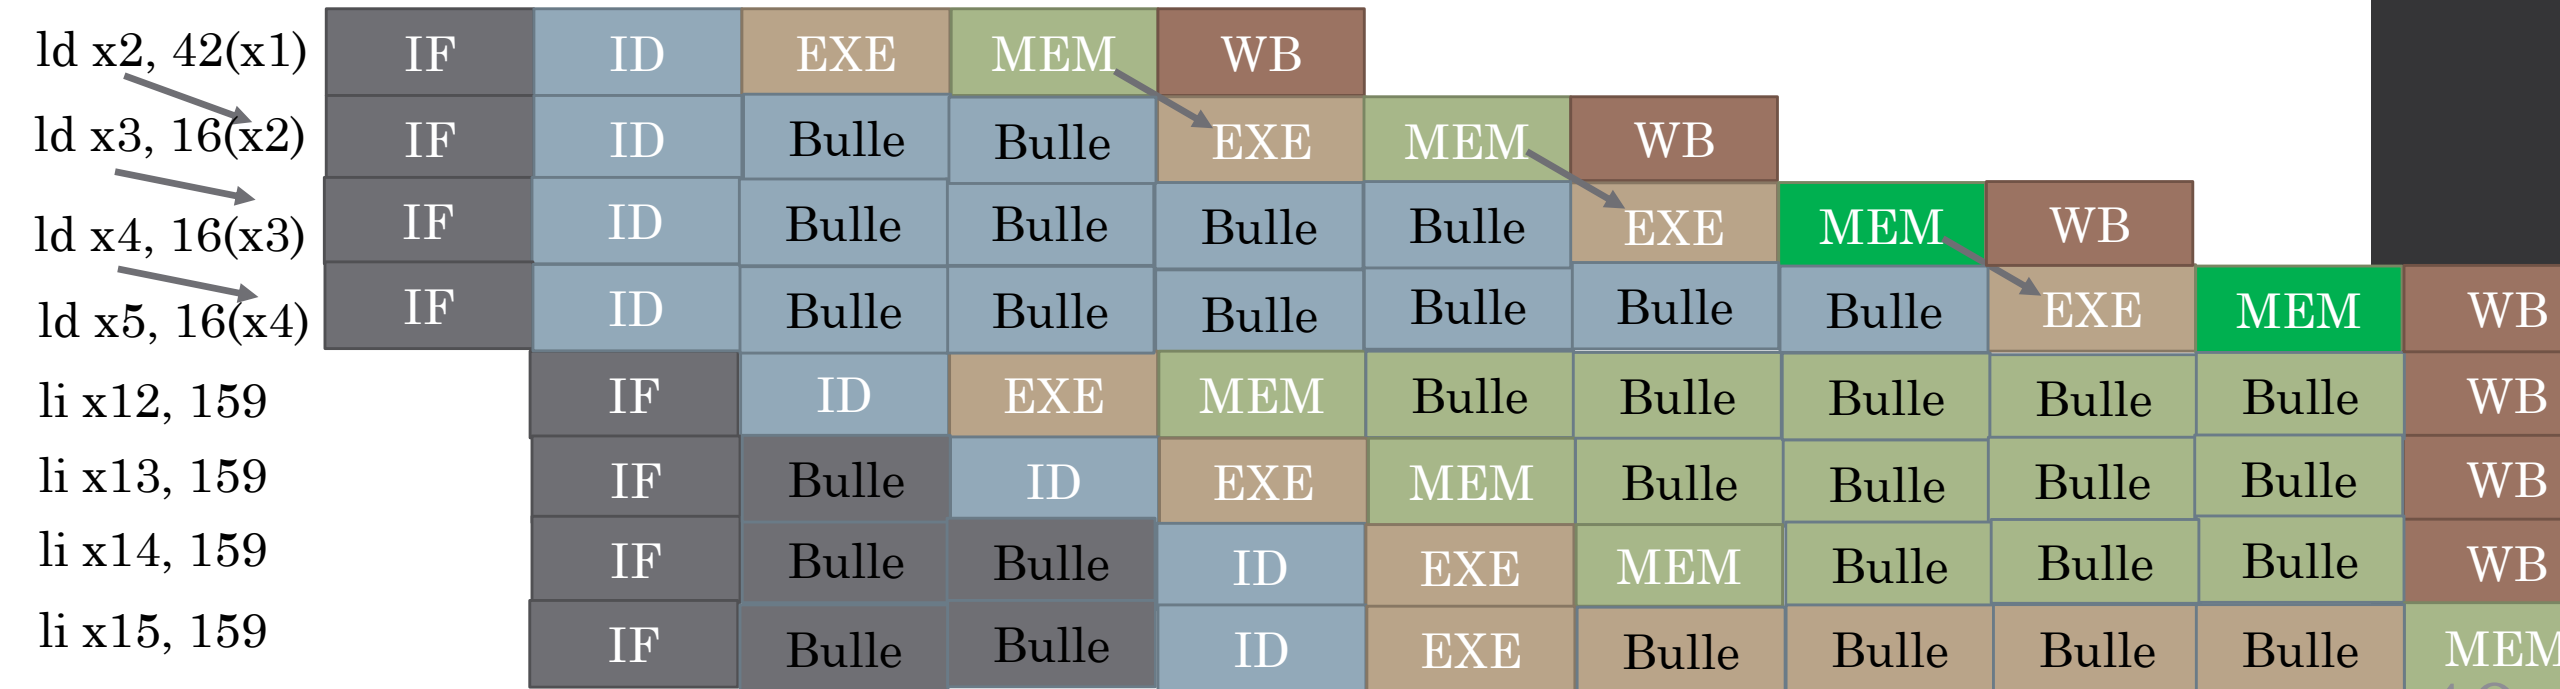 ld x2, 42(x1) IF ID EXE MEM WB
ld x3, 16(x2) IF ID Bulle Bulle EXE MEM WB
ld x4, 16(x3) IF ID Bulle Bulle Bulle Bulle EXE MEM WB
ld x5, 16(x4) IF ID Bulle Bulle Bulle Bulle Bulle Bulle EXE MEM WB
li x12, 159 IF ID EXE MEM Bulle Bulle Bulle Bulle Bulle WB
li x13, 159 IF Bulle ID EXE MEM Bulle Bulle Bulle Bulle WB
li x14, 159 IF Bulle Bulle ID EXE MEM Bulle Bulle Bulle WB
li x15, 159 IF Bulle Bulle ID EXE Bulle Bulle Bulle Bulle MEM